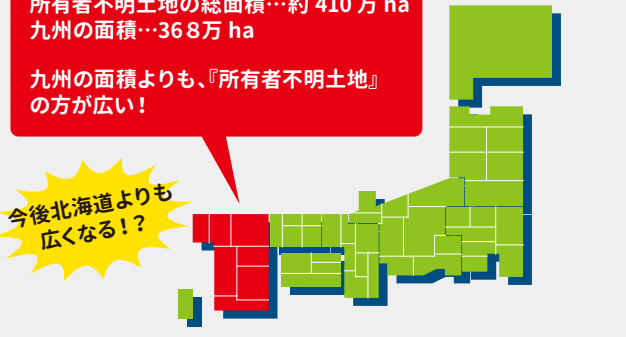 所有者不明土地の総面積…約 410 万 ha
九州の面積…368万 ha
九州の面積よりも、『所有者不明土地』
の方が広い！
今後北海道よりも
広くなる！？